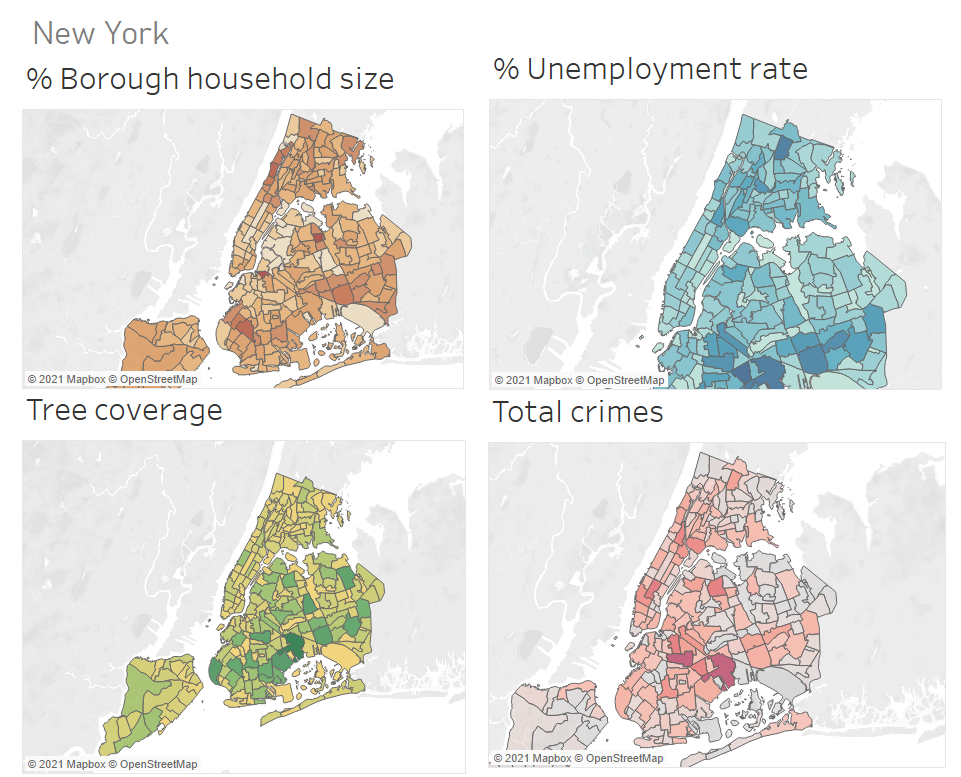 New York
% Borough household size
% Unemployment rate
© 2021 Mapbox © OpenStreetMap
© 2021 Mapbox © OpenStreetMap
Tree coverage
Total crimes
© 2021 Mapbox © OpenStreetMap
© 2021 Mapbox © OpenStreetMap